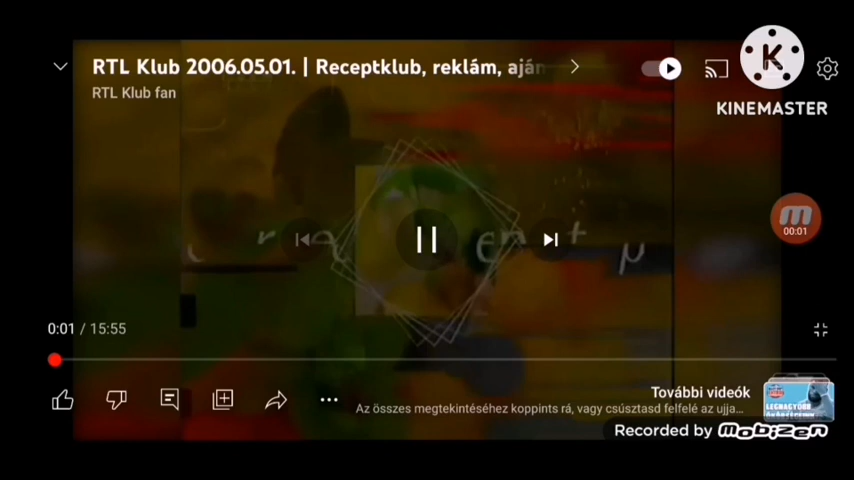 RTL Klub 2006.05.01. | Receptklub, reklám, aján
RTL Klub fan
K
KINEMASTER
m
00:01
0:01 / 15:55
További videók
Az összes megtekintéséhez koppints rá, vagy csúsztasd felfelé az ujja…
Recorded by mobizen